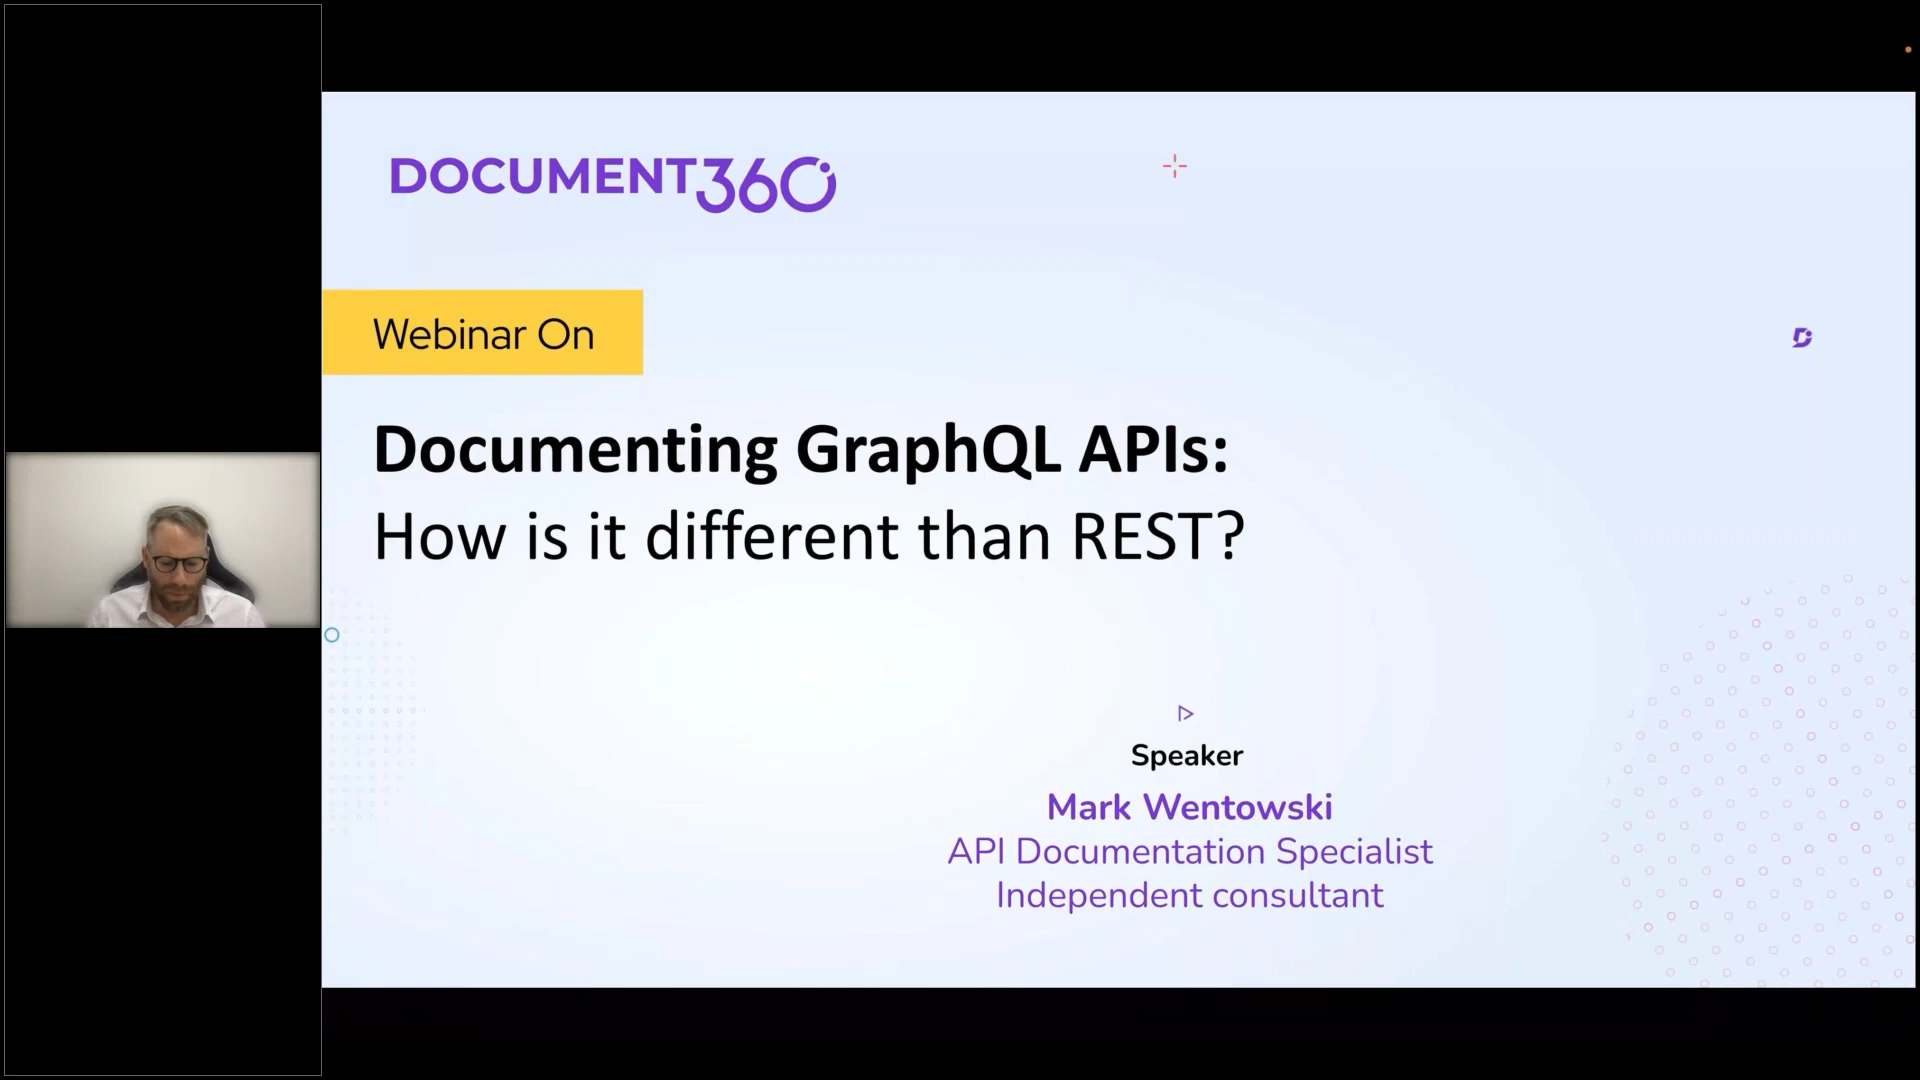 DOCUMENT360
Webinar On
Documenting GraphQL APIs:
How is it different than REST?
Speaker
Mark Wentowski
API Documentation Specialist
Independent consultant